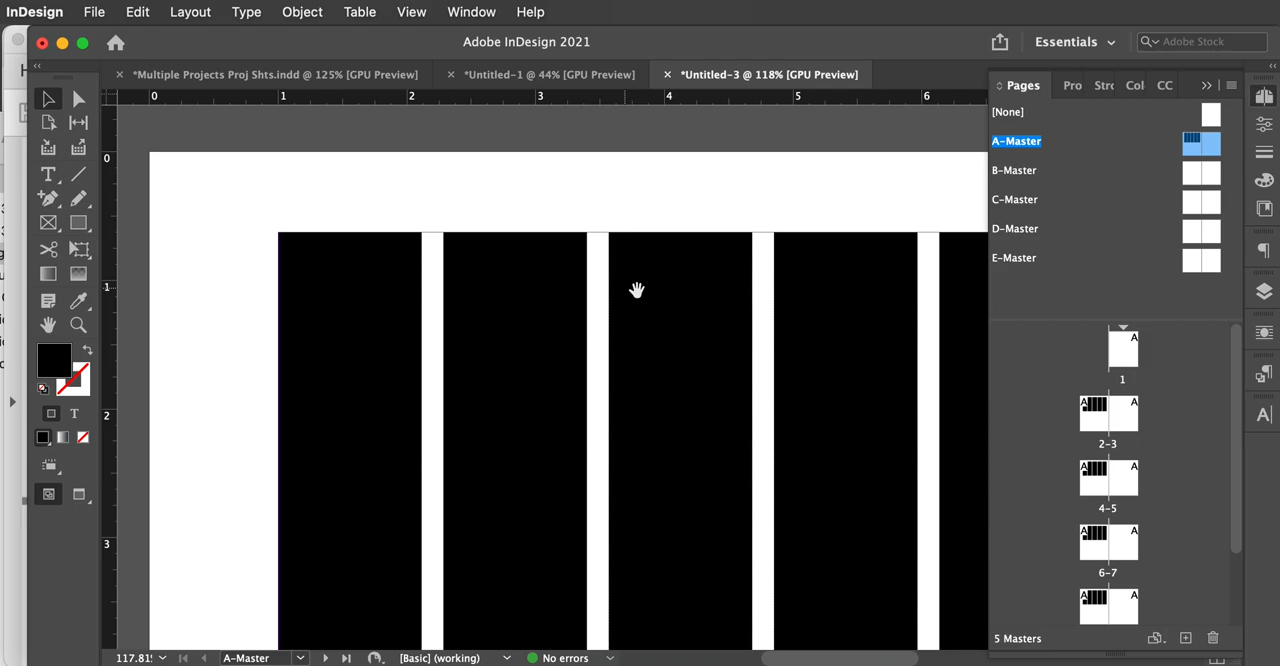 InDesign File Edit Layout Type Object Table View Window Help
Adobe InDesign 2021
Essentials
Adobe Stock
*Multiple Projects Proj Shts.indd @ 125% [GPU Preview]
*Untitled-1 @ 44% [GPU Preview]
*Untitled-3 @ 118% [GPU Preview]
Pages Pro Strc Col CC
0 1 2 3 4 5 6
[None]
A-Master
B-Master
C-Master
D-Master
E-Master
0
1
2
3
A
1
A A
2-3
A A
4-5
A A
6-7
A A
5 Masters
117.81% A-Master [Basic] (working) No errors